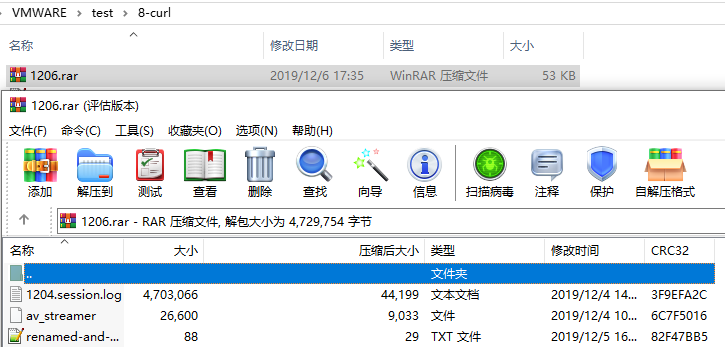 VMWARE › test › 8-curl
名称 修改日期 类型 大小
1206.rar 2019/12/6 17:35 WinRAR 压缩文件 53 KB
1206.rar (评估版本)
文件(F) 命令(C) 工具(S) 收藏夹(O) 选项(N) 帮助(H)
添加 解压到 测试 查看 删除 查找 向导 信息 扫描病毒 注释 保护 自解压格式
1206.rar - RAR 压缩文件, 解包大小为 4,729,754 字节
名称 大小 压缩后大小 类型 修改时间 CRC32
.. 文件夹
1204.session.log 4,703,066 44,199 文本文档 2019/12/4 14... 3F9EFA2C
av_streamer 26,600 9,033 文件 2019/12/4 10... 6C7F5016
renamed-and-... 88 29 TXT 文件 2019/12/5 16... 82F47BB5